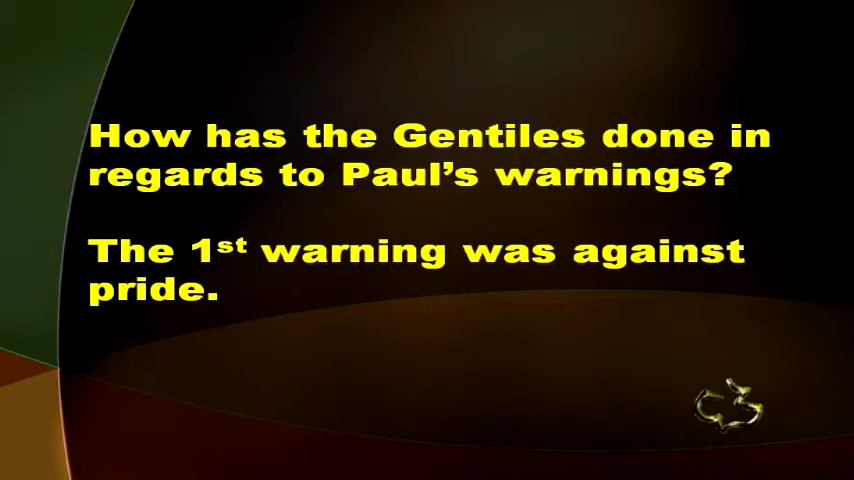 How has the Gentiles done in
regards to Paul’s warnings?
The 1st warning was against
pride.